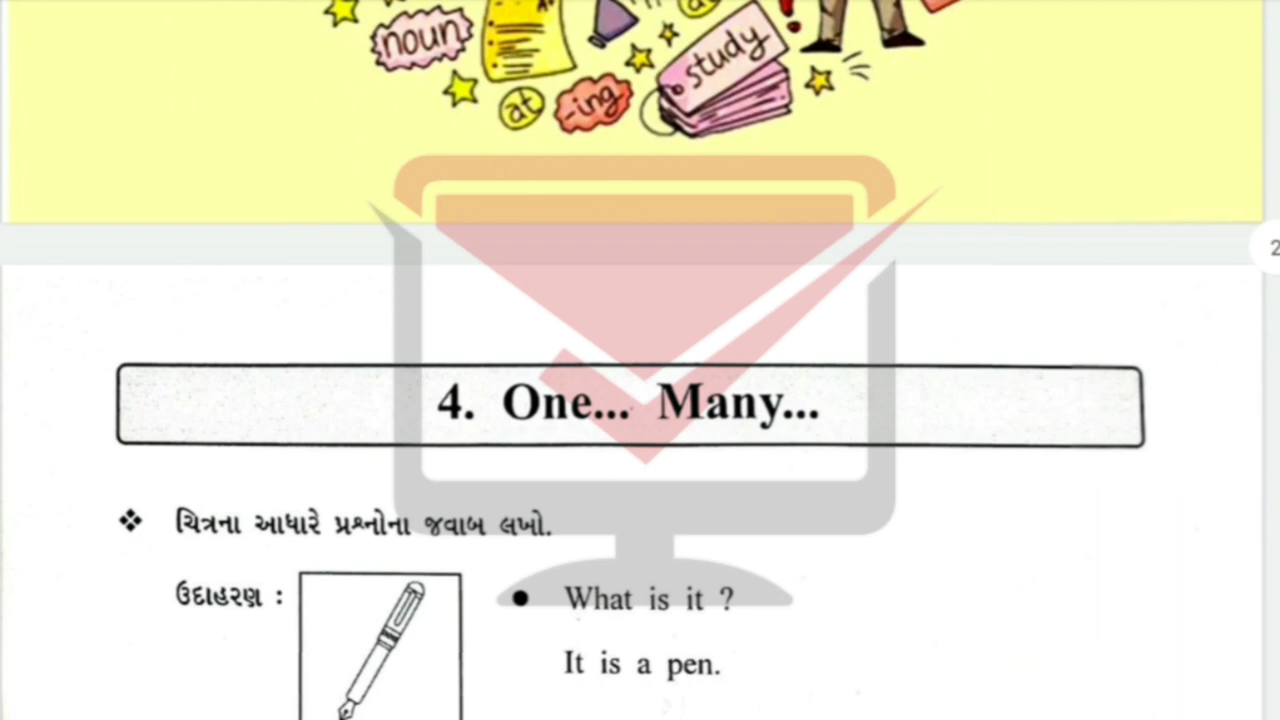 A+
noun
study
at
-ing
2
4. One... Many...
❖ ચિત્રના આધારે પ્રશ્નોના જવાબ લખો.
ઉદાહરણ :
● What is it ?
It is a pen.